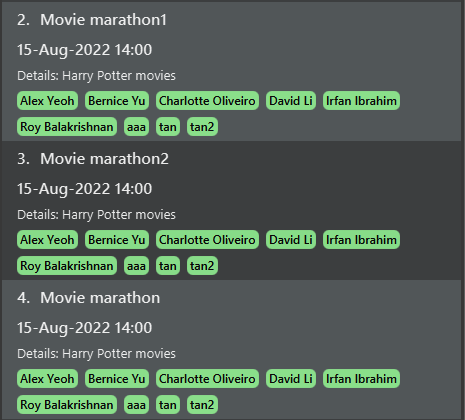 2. Movie marathon1
15-Aug-2022 14:00
Details: Harry Potter movies
Alex Yeoh Bernice Yu Charlotte Oliveiro David Li Irfan Ibrahim
Roy Balakrishnan aaa tan tan2
3. Movie marathon2
15-Aug-2022 14:00
Details: Harry Potter movies
Alex Yeoh Bernice Yu Charlotte Oliveiro David Li Irfan Ibrahim
Roy Balakrishnan aaa tan tan2
4. Movie marathon
15-Aug-2022 14:00
Details: Harry Potter movies
Alex Yeoh Bernice Yu Charlotte Oliveiro David Li Irfan Ibrahim
Roy Balakrishnan aaa tan tan2